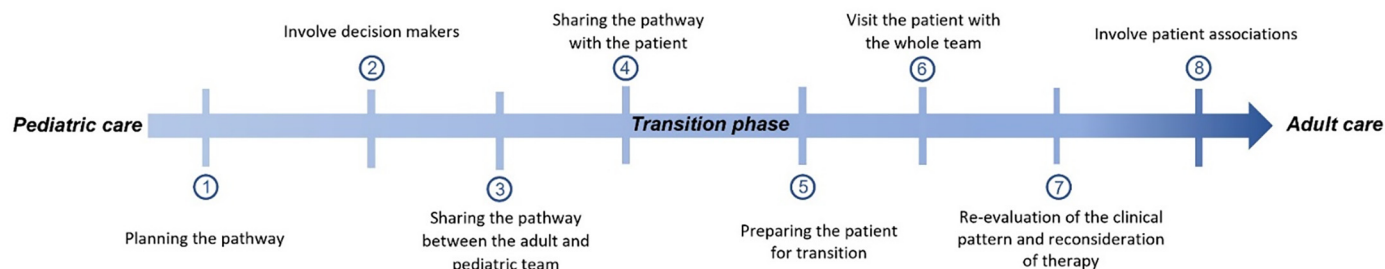 Pediatric care
1
Planning the pathway
Involve decision makers
2
3
Sharing the pathway
between the adult and
pediatric team
Sharing the pathway
with the patient
4
Transition phase
5
Preparing the patient
for transition
Visit the patient with
the whole team
6
7
Re-evaluation of the clinical
pattern and reconsideration
of therapy
Involve patient associations
8
Adult care